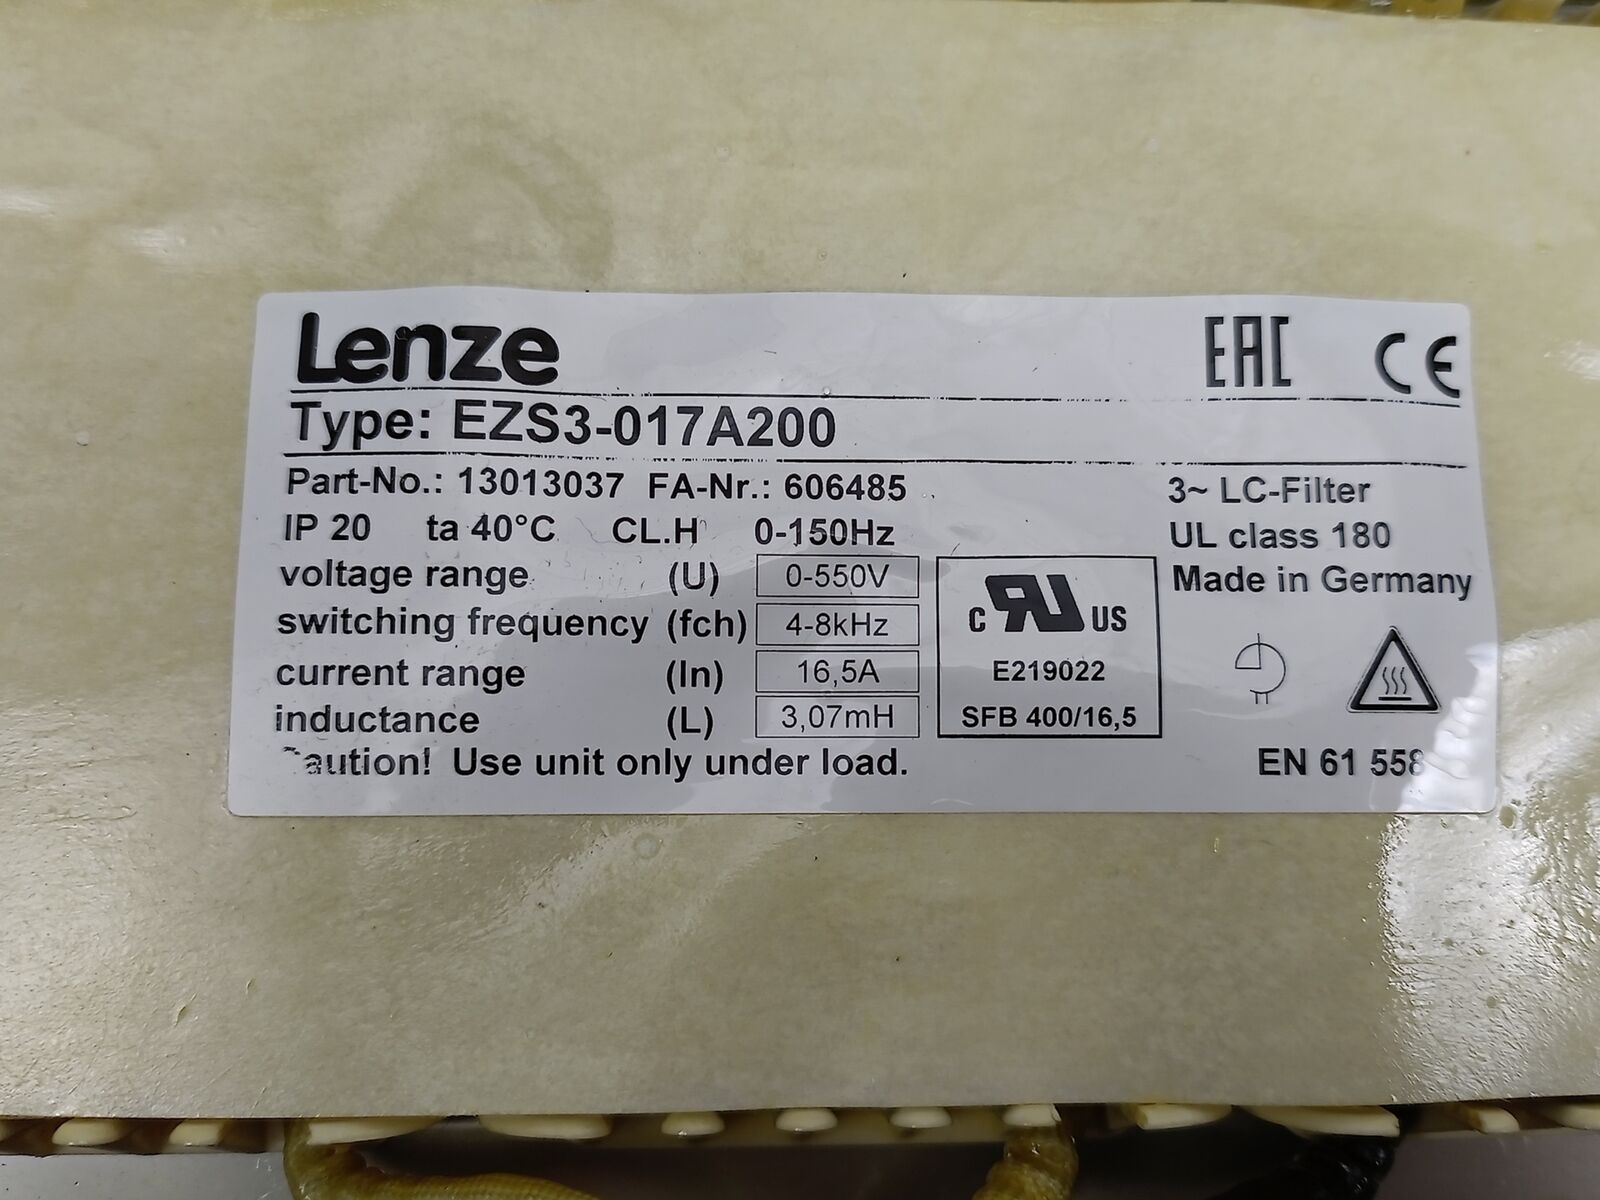 Lenze EAC CE
Type: EZS3-017A200
Part-No.: 13013037 FA-Nr.: 606485 3~ LC-Filter
IP 20 ta 40°C CL.H 0-150Hz UL class 180
voltage range (U) 0-550V Made in Germany
switching frequency (fch) 4-8kHz c RU US
current range (In) 16,5A E219022
inductance (L) 3,07mH SFB 400/16,5
Caution! Use unit only under load. EN 61 558